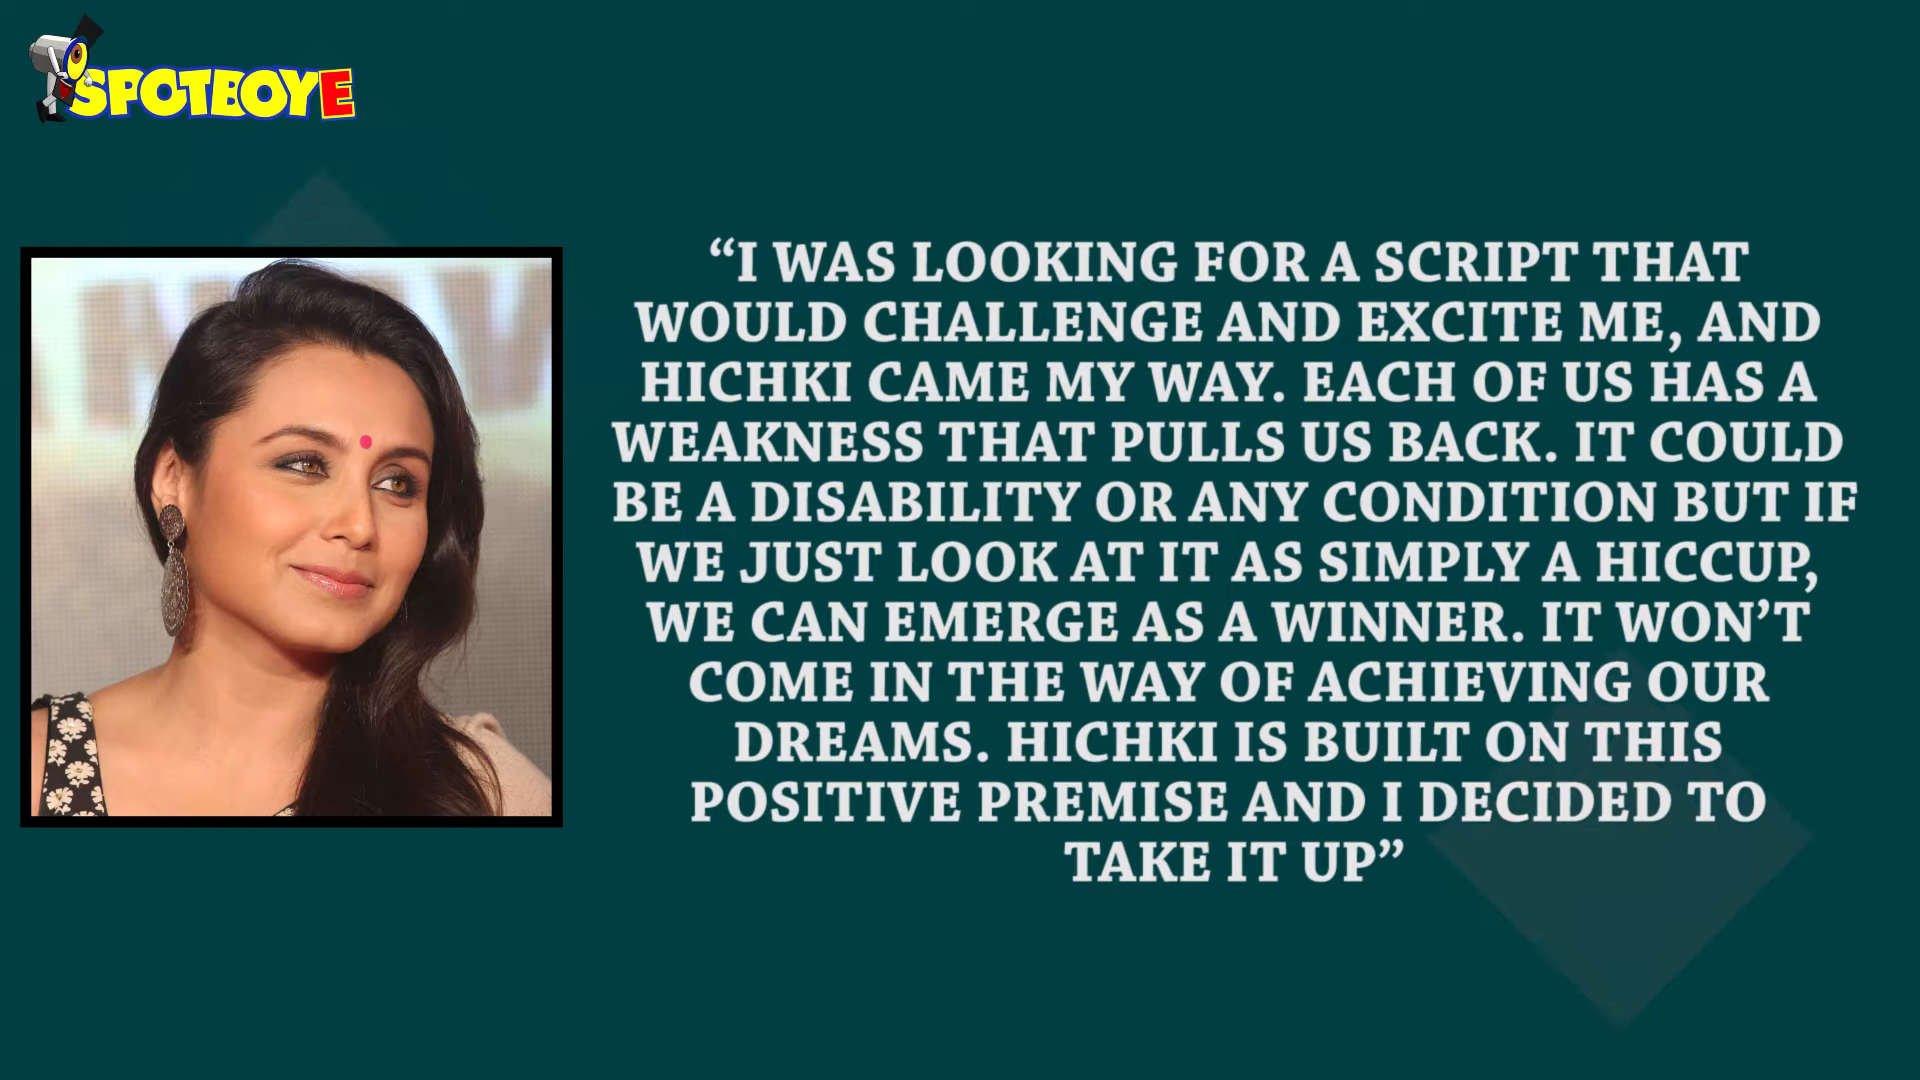 SPOTBOYE
“I WAS LOOKING FOR A SCRIPT THAT
WOULD CHALLENGE AND EXCITE ME, AND
HICHKI CAME MY WAY. EACH OF US HAS A
WEAKNESS THAT PULLS US BACK. IT COULD
BE A DISABILITY OR ANY CONDITION BUT IF
WE JUST LOOK AT IT AS SIMPLY A HICCUP,
WE CAN EMERGE AS A WINNER. IT WON’T
COME IN THE WAY OF ACHIEVING OUR
DREAMS. HICHKI IS BUILT ON THIS
POSITIVE PREMISE AND I DECIDED TO
TAKE IT UP”